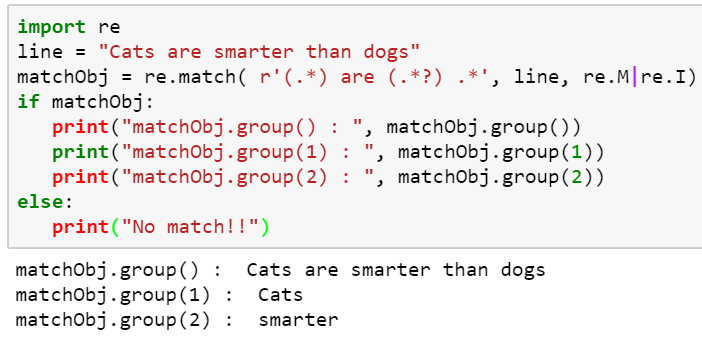 import re
line = "Cats are smarter than dogs"
matchObj = re.match( r'(.*) are (.*?) .*', line, re.M|re.I)
if matchObj:
   print("matchObj.group() : ", matchObj.group())
   print("matchObj.group(1) : ", matchObj.group(1))
   print("matchObj.group(2) : ", matchObj.group(2))
else:
   print("No match!!")
matchObj.group() :  Cats are smarter than dogs
matchObj.group(1) :  Cats
matchObj.group(2) :  smarter